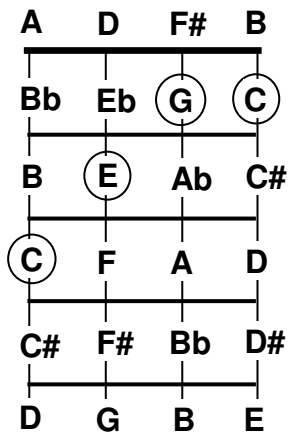 A D F# B
Bb Eb G C
B E Ab C#
C F A D
C# F# Bb D#
D G B E